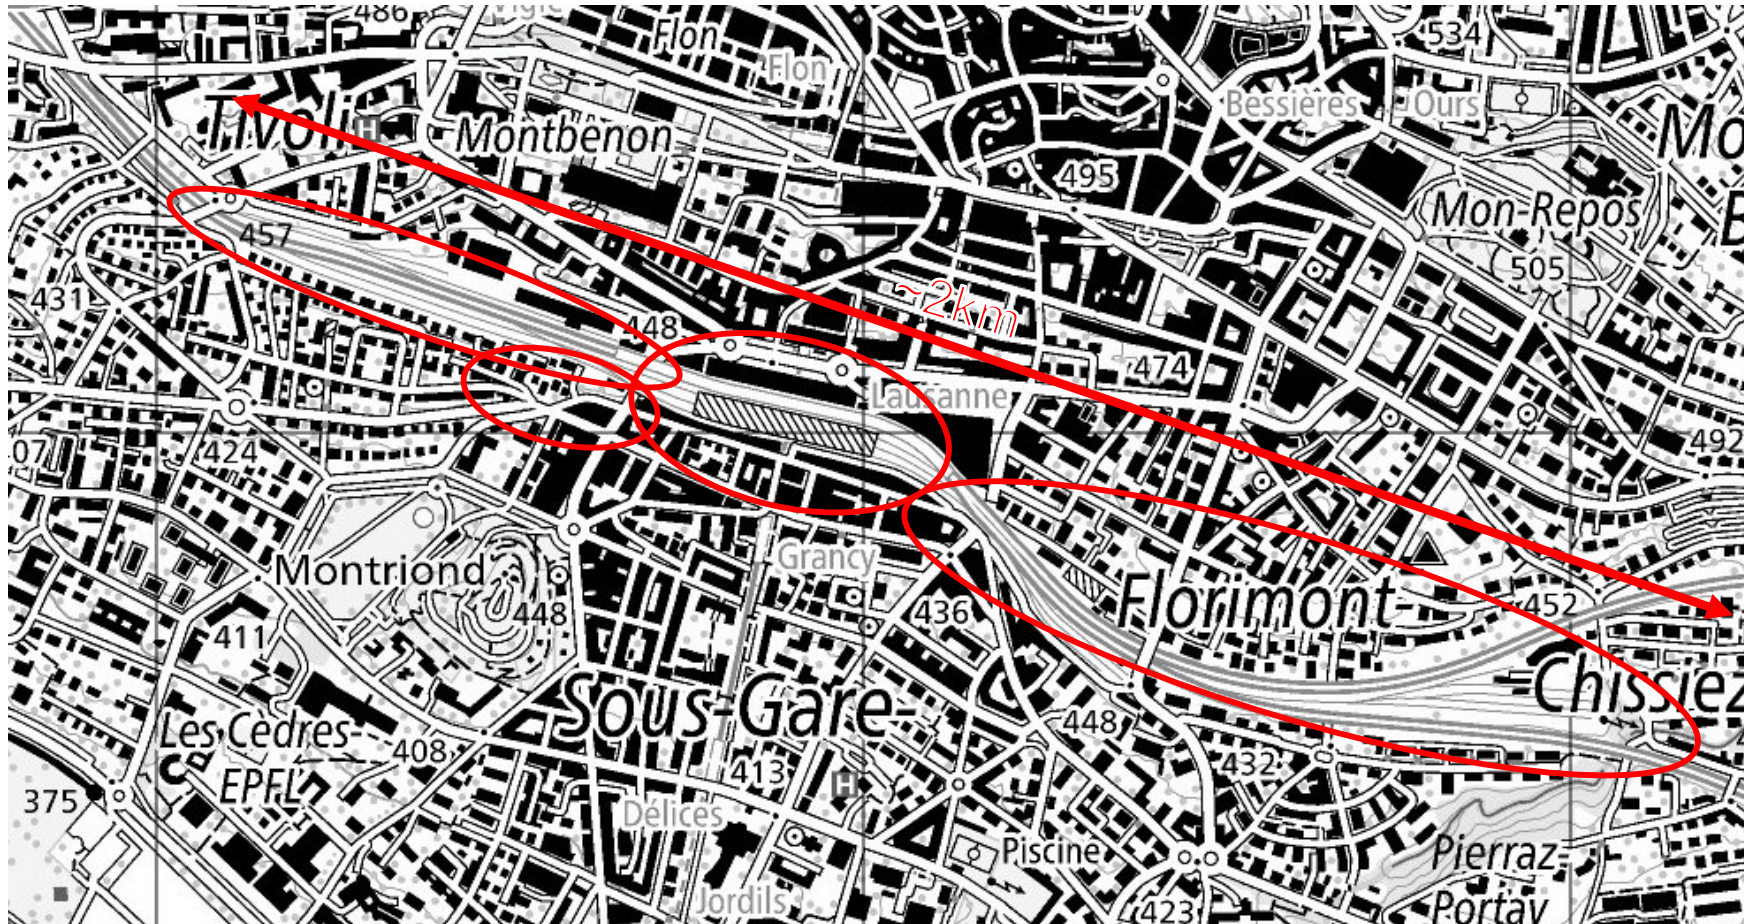 486
Vigie
Flon
534
Flon
Bessières
Ours
Tivoli
H
Montbenon
Mo
495
Mon-Repos
457
505
431
~2km
448
474
Lausanne
07
424
492
Montriond
Grancy
448
436
Florimont
452
411
Chissiez
Sous-Gare
448
Les Cèdres-
EPFL
408
413
432
375
H
Délices
Piscine
Pierraz-
Portay
Jordils
423